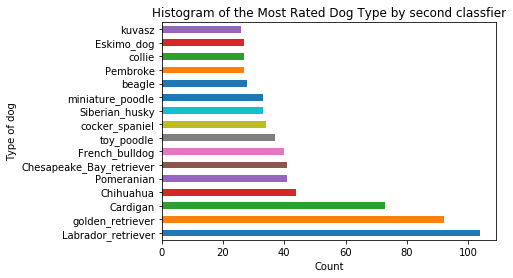 Histogram of the Most Rated Dog Type by second classfier
kuvasz
Eskimo_dog
collie
Pembroke
beagle
miniature_poodle
Siberian_husky
cocker_spaniel
toy_poodle
French_bulldog
Chesapeake_Bay_retriever
Pomeranian
Chihuahua
Cardigan
golden_retriever
Labrador_retriever
Type of dog
0 20 40 60 80 100
Count